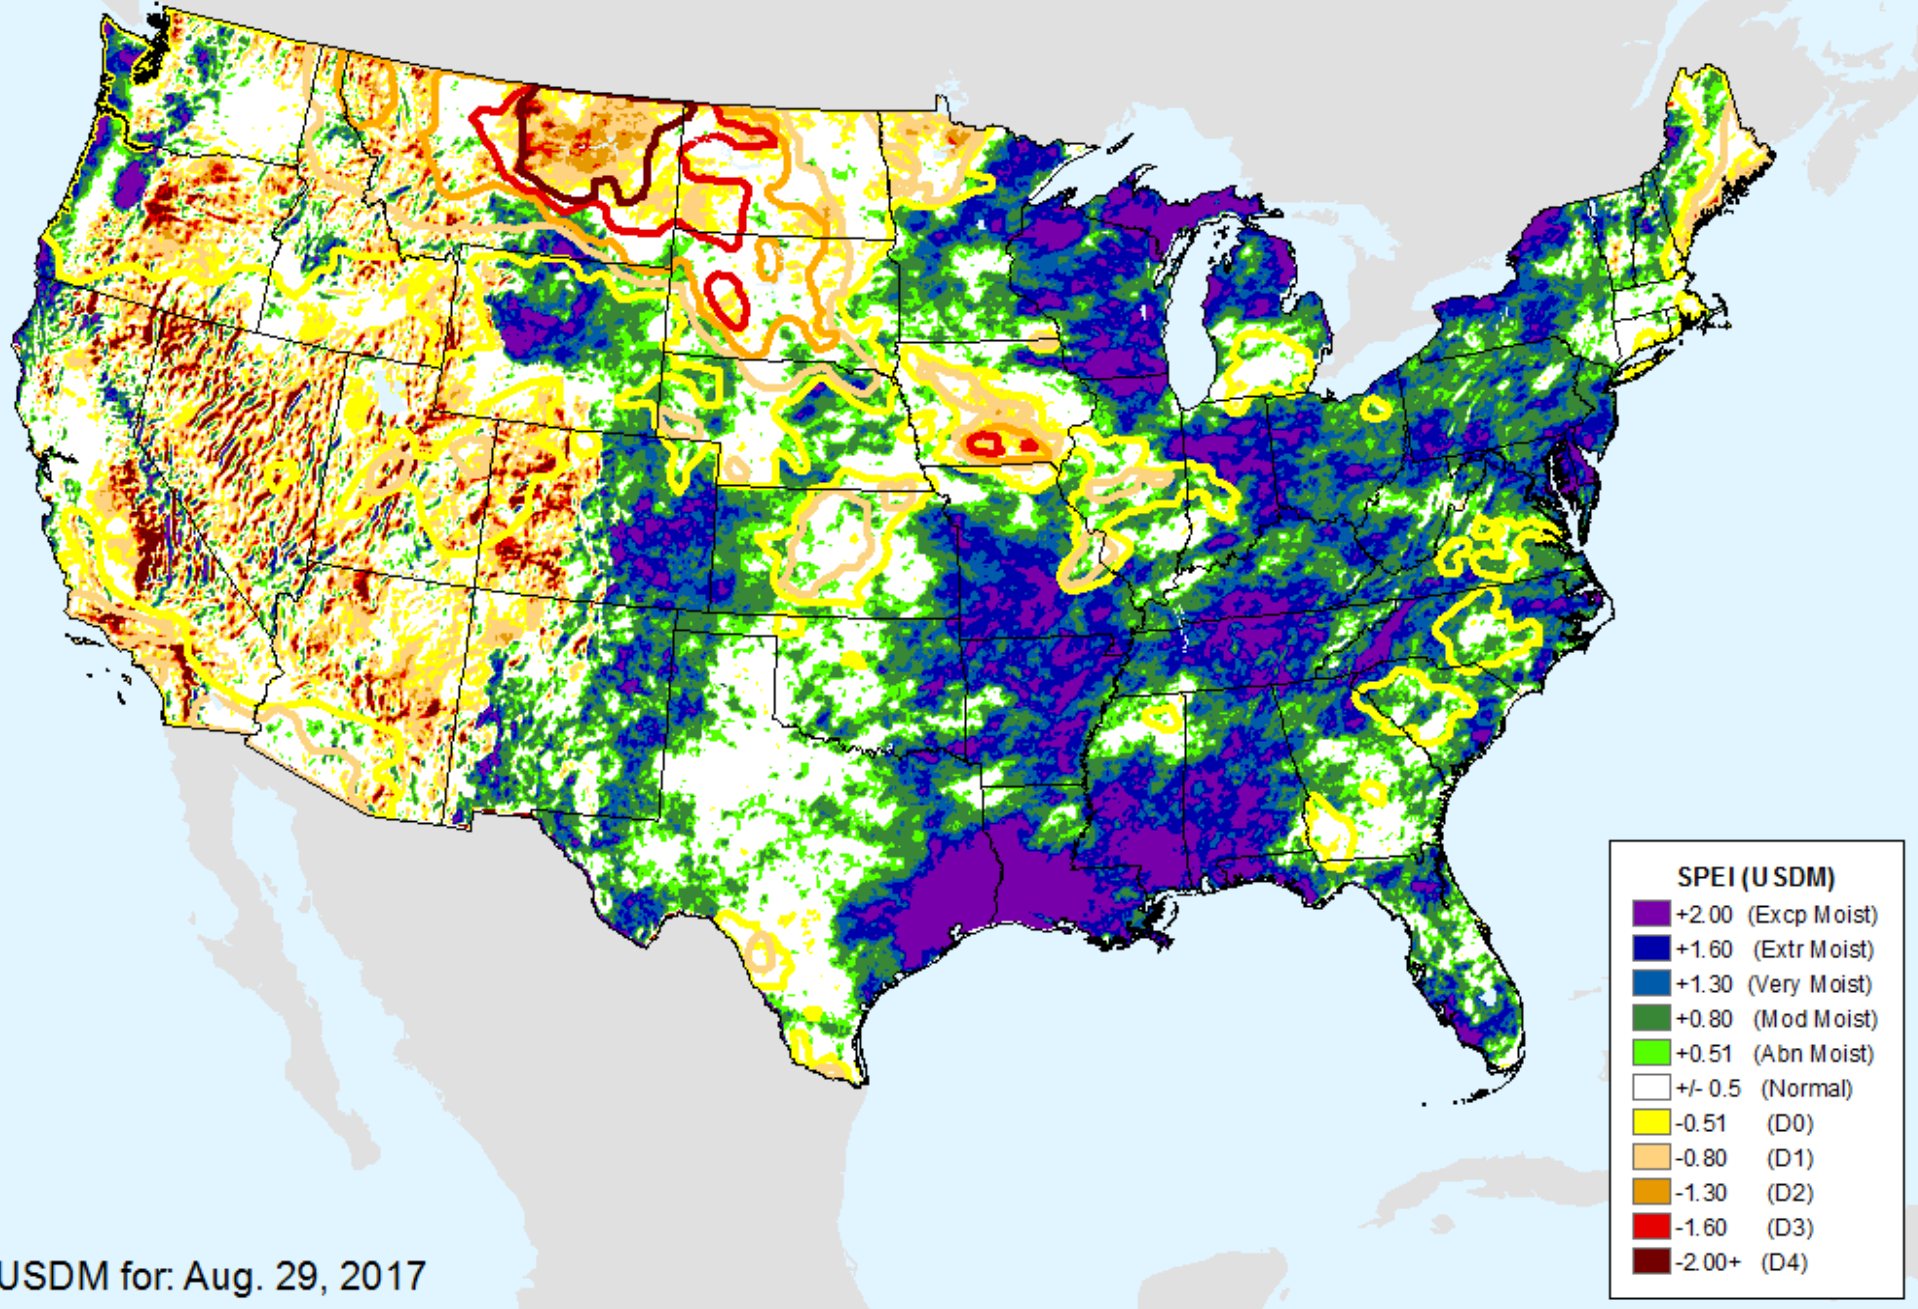 SPEI (USDM)
+2.00 (Excp Moist)
+1.60 (Extr Moist)
+1.30 (Very Moist)
+0.80 (Mod Moist)
+0.51 (Abn Moist)
+/- 0.5 (Normal)
-0.51 (D0)
-0.80 (D1)
-1.30 (D2)
-1.60 (D3)
-2.00+ (D4)
USDM for: Aug. 29, 2017